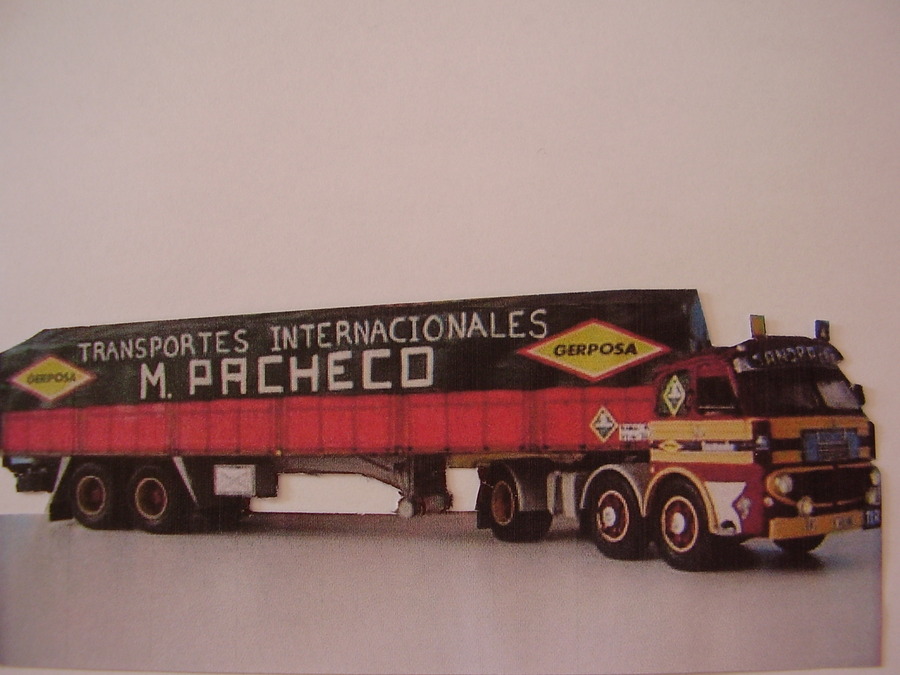 TRANSPORTES INTERNACIONALES
M. PACHECO
GERPOSA
GERPOSA